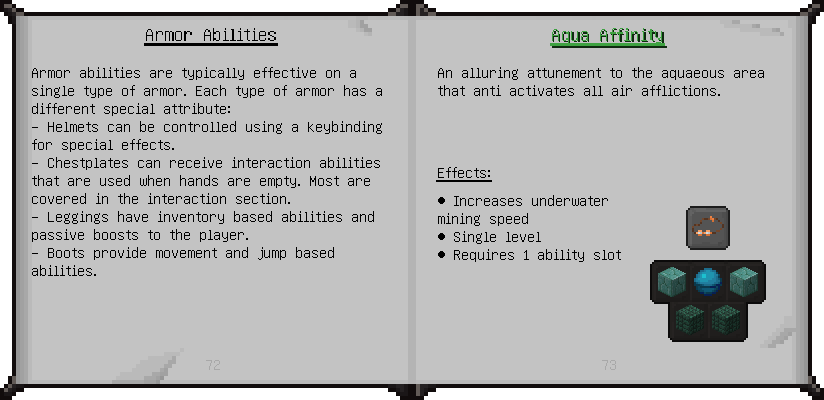 Armor Abilities
Armor abilities are typically effective on a
single type of armor. Each type of armor has a
different special attribute:
- Helmets can be controlled using a keybinding
for special effects.
- Chestplates can receive interaction abilities
that are used when hands are empty. Most are
covered in the interaction section.
- Leggings have inventory based abilities and
passive boosts to the player.
- Boots provide movement and jump based
abilities.
72
Aqua Affinity
An alluring attunement to the aquaeous area
that anti activates all air afflictions.
Effects:
• Increases underwater
mining speed
• Single level
• Requires 1 ability slot
73